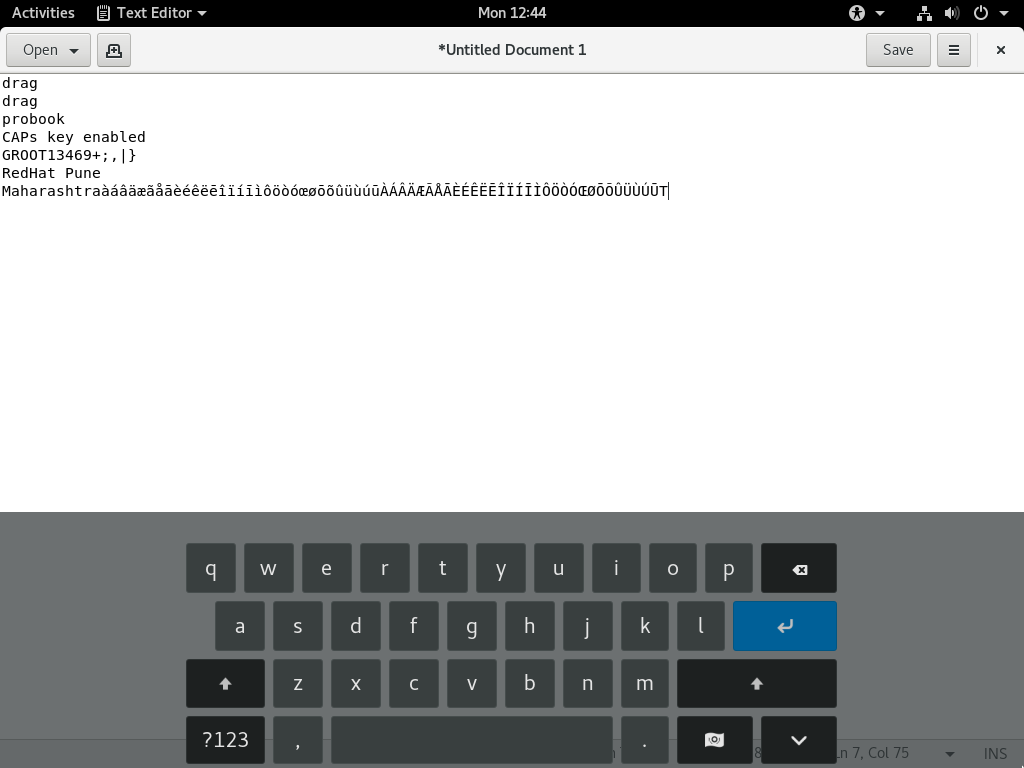 Activities Text Editor Mon 12:44
Open *Untitled Document 1 Save
drag
drag
probook
CAPs key enabled
GROOT13469+;,|}
RedHat Pune
MaharashtraàáâäæãåāèéêëēîïíīìôöòóœøōõûüùúūÀÁÂÄÆÃÅĀÈÉÊËĒÎÏÍĪÌÔÖÒÓŒØŌÕÛÜÙÚŪT
q w e r t y u i o p
a s d f g h j k l
z x c v b n m
?123 , .
Ln 7, Col 75 INS